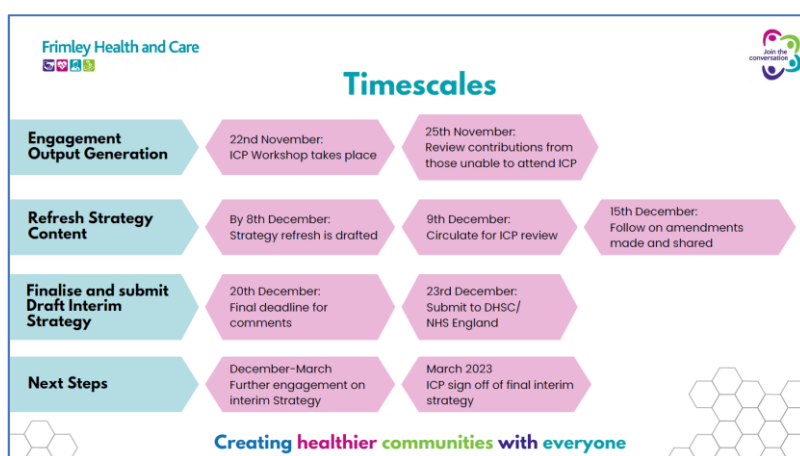 Frimley Health and Care
Join the
conversation
Timescales
Engagement
Output Generation
22nd November:
ICP Workshop takes place
25th November:
Review contributions from
those unable to attend ICP
Refresh Strategy
Content
By 8th December:
Strategy refresh is drafted
9th December:
Circulate for ICP review
15th December:
Follow on amendments
made and shared
Finalise and submit
Draft Interim
Strategy
20th December:
Final deadline for
comments
23rd December:
Submit to DHSC/
NHS England
Next Steps
December-March
Further engagement on
interim Strategy
March 2023
ICP sign off of final interim
strategy
Creating healthier communities with everyone